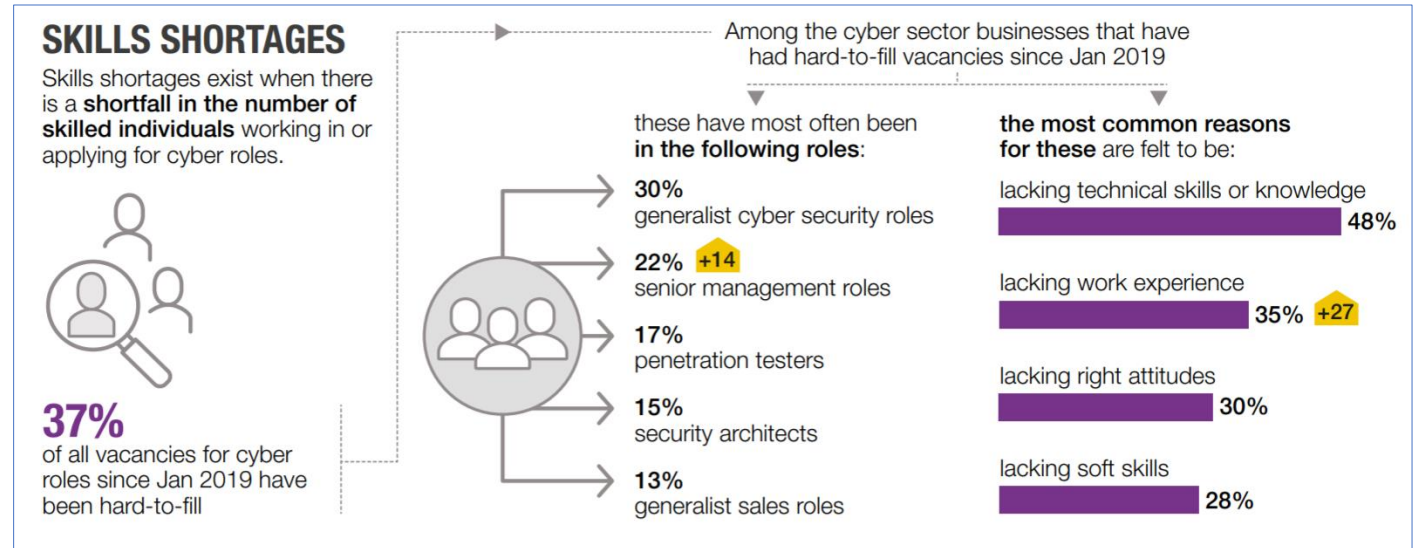 SKILLS SHORTAGES
Skills shortages exist when there
is a shortfall in the number of
skilled individuals working in or
applying for cyber roles.
37%
of all vacancies for cyber
roles since Jan 2019 have
been hard-to-fill
Among the cyber sector businesses that have
had hard-to-fill vacancies since Jan 2019
these have most often been
in the following roles:
30%
generalist cyber security roles
22% +14
senior management roles
17%
penetration testers
15%
security architects
13%
generalist sales roles
the most common reasons
for these are felt to be:
lacking technical skills or knowledge
48%
lacking work experience
35% +27
lacking right attitudes
30%
lacking soft skills
28%